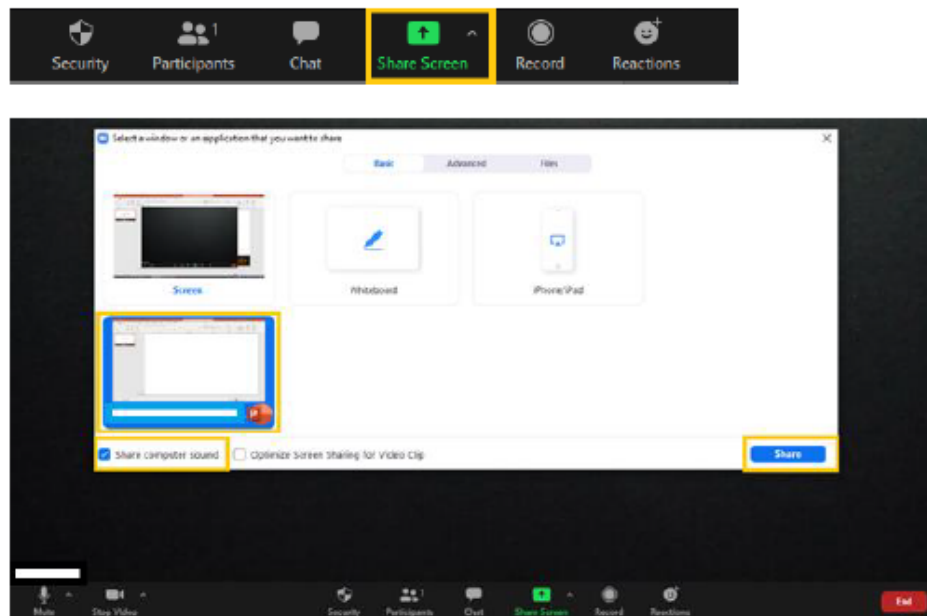 1
Security Participants Chat Share Screen Record Reactions
Select a window or an application that you want to share
Basic Advanced Files
Screen Whiteboard iPhone/iPad
Share computer sound Optimize Screen Sharing for Video Clip Share
1
Mute Stop Video Security Participants Chat Share Screen Record Reactions End